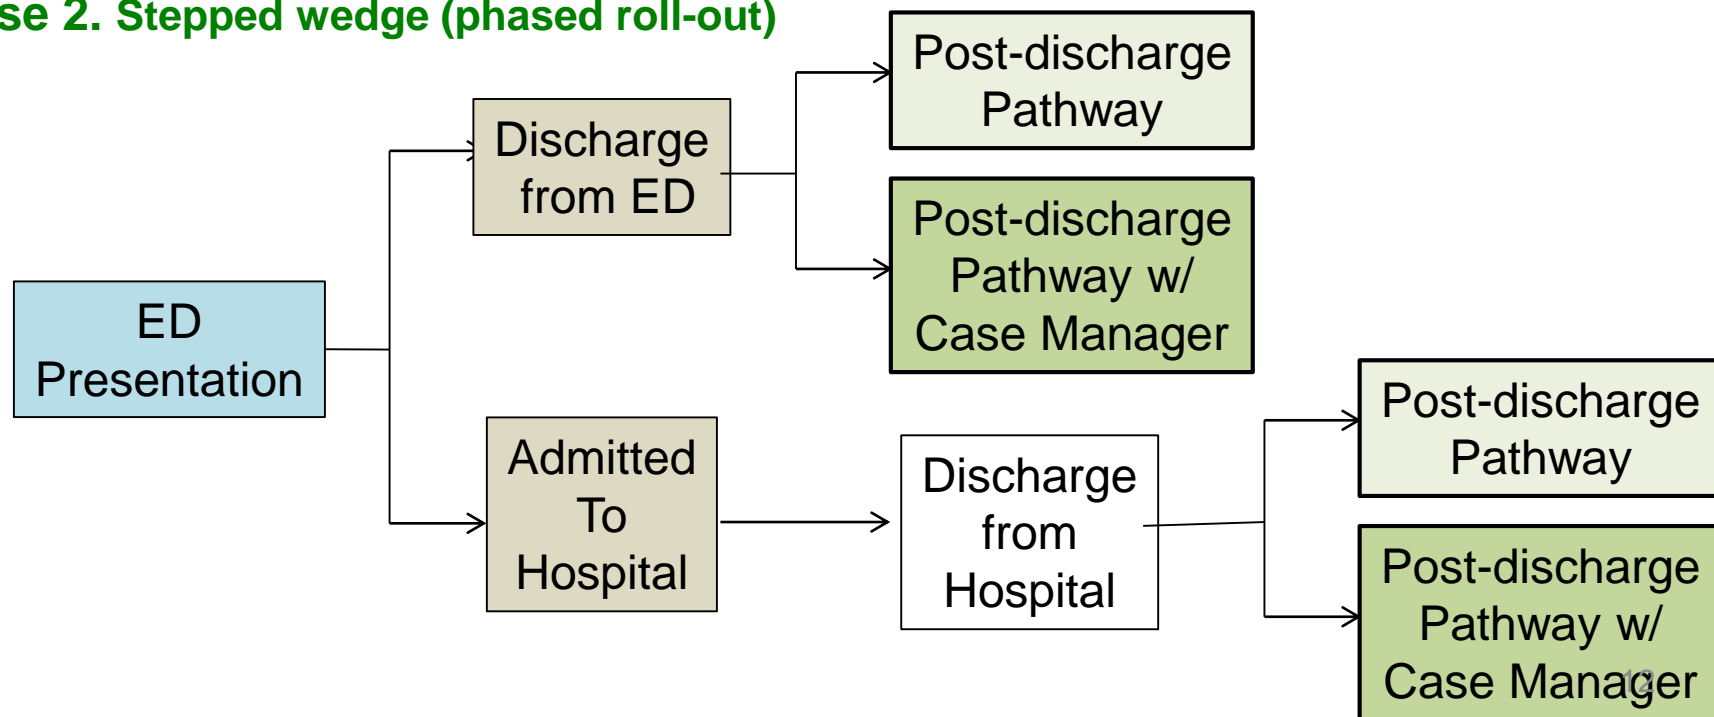 se 2. Stepped wedge (phased roll-out)
Post-discharge
Pathway
Discharge
from ED
Post-discharge
Pathway w/
Case Manager
ED
Presentation
Admitted
To
Hospital
Discharge
from
Hospital
Post-discharge
Pathway
Post-discharge
Pathway w/
Case Manager
12